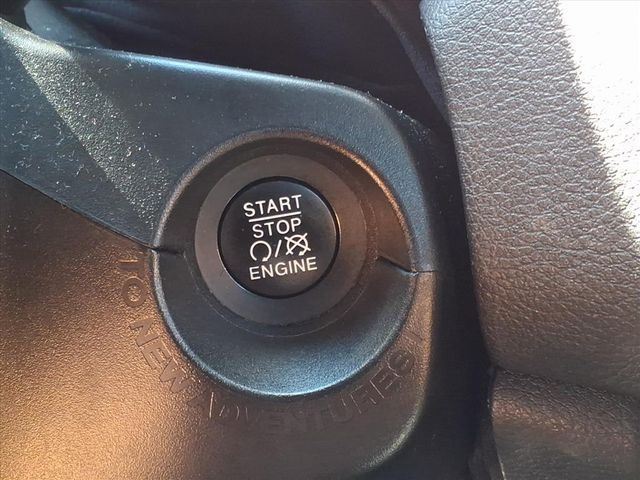 START
STOP
ENGINE
TO NEW ADVENTURES